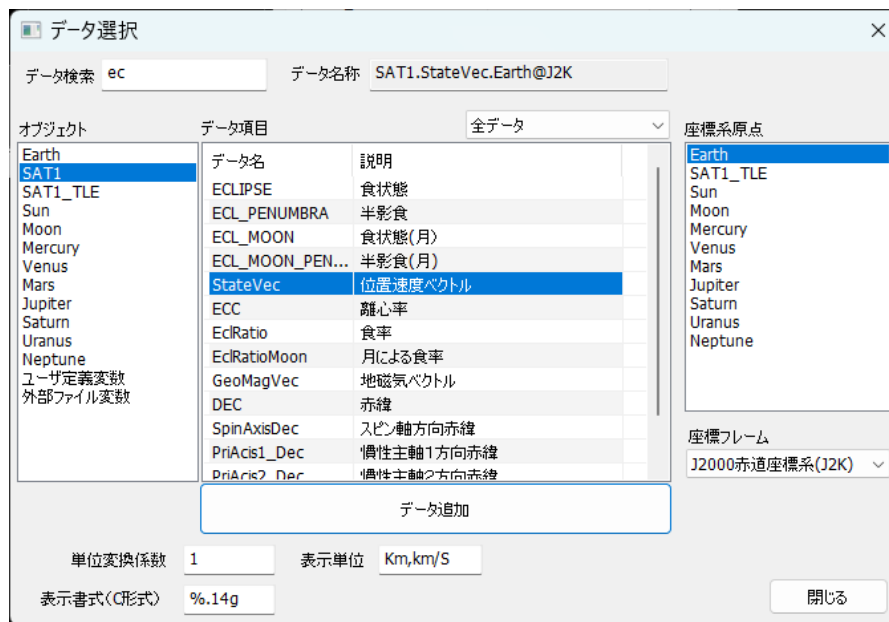 データ選択
データ検索 ec データ名称 SAT1.StateVec.Earth@J2K
オブジェクト
Earth
SAT1
SAT1_TLE
Sun
Moon
Mercury
Venus
Mars
Jupiter
Saturn
Uranus
Neptune
ユーザ定義変数
外部ファイル変数
データ項目 全データ
データ名 説明
ECLIPSE 食状態
ECL_PENUMBRA 半影食
ECL_MOON 食状態(月)
ECL_MOON_PEN... 半影食(月)
StateVec 位置速度ベクトル
ECC 離心率
EclRatio 食率
EclRatioMoon 月による食率
GeoMagVec 地磁気ベクトル
DEC 赤緯
SpinAxisDec スピン軸方向赤緯
PriAcis1_Dec 慣性主軸1方向赤緯
PriAcis2_Dec 慣性主軸2方向赤緯
座標系原点
Earth
SAT1_TLE
Sun
Moon
Mercury
Venus
Mars
Jupiter
Saturn
Uranus
Neptune
座標フレーム
J2000赤道座標系(J2K)
データ追加
単位変換係数 1 表示単位 Km,km/S
表示書式(C形式) %.14g
閉じる